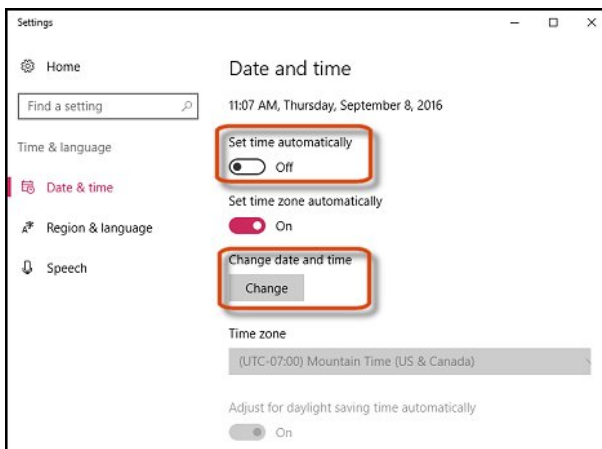 Settings
Home
Find a setting
Time & language
Date & time
Region & language
Speech
Date and time
11:07 AM, Thursday, September 8, 2016
Set time automatically
Off
Set time zone automatically
On
Change date and time
Change
Time zone
(UTC-07:00) Mountain Time (US & Canada)
Adjust for daylight saving time automatically
On